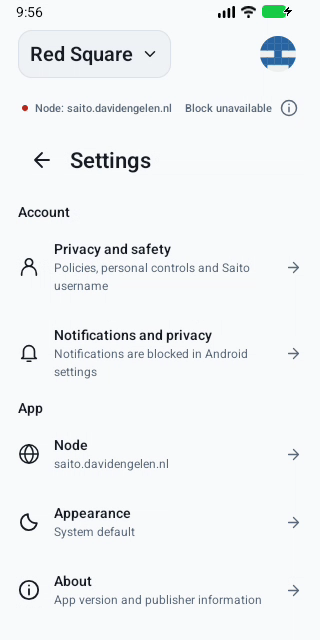 9:56
Red Square
Node: saito.davidengelen.nl Block unavailable
Settings
Account
Privacy and safety
Policies, personal controls and Saito
username
Notifications and privacy
Notifications are blocked in Android
settings
App
Node
saito.davidengelen.nl
Appearance
System default
About
App version and publisher information